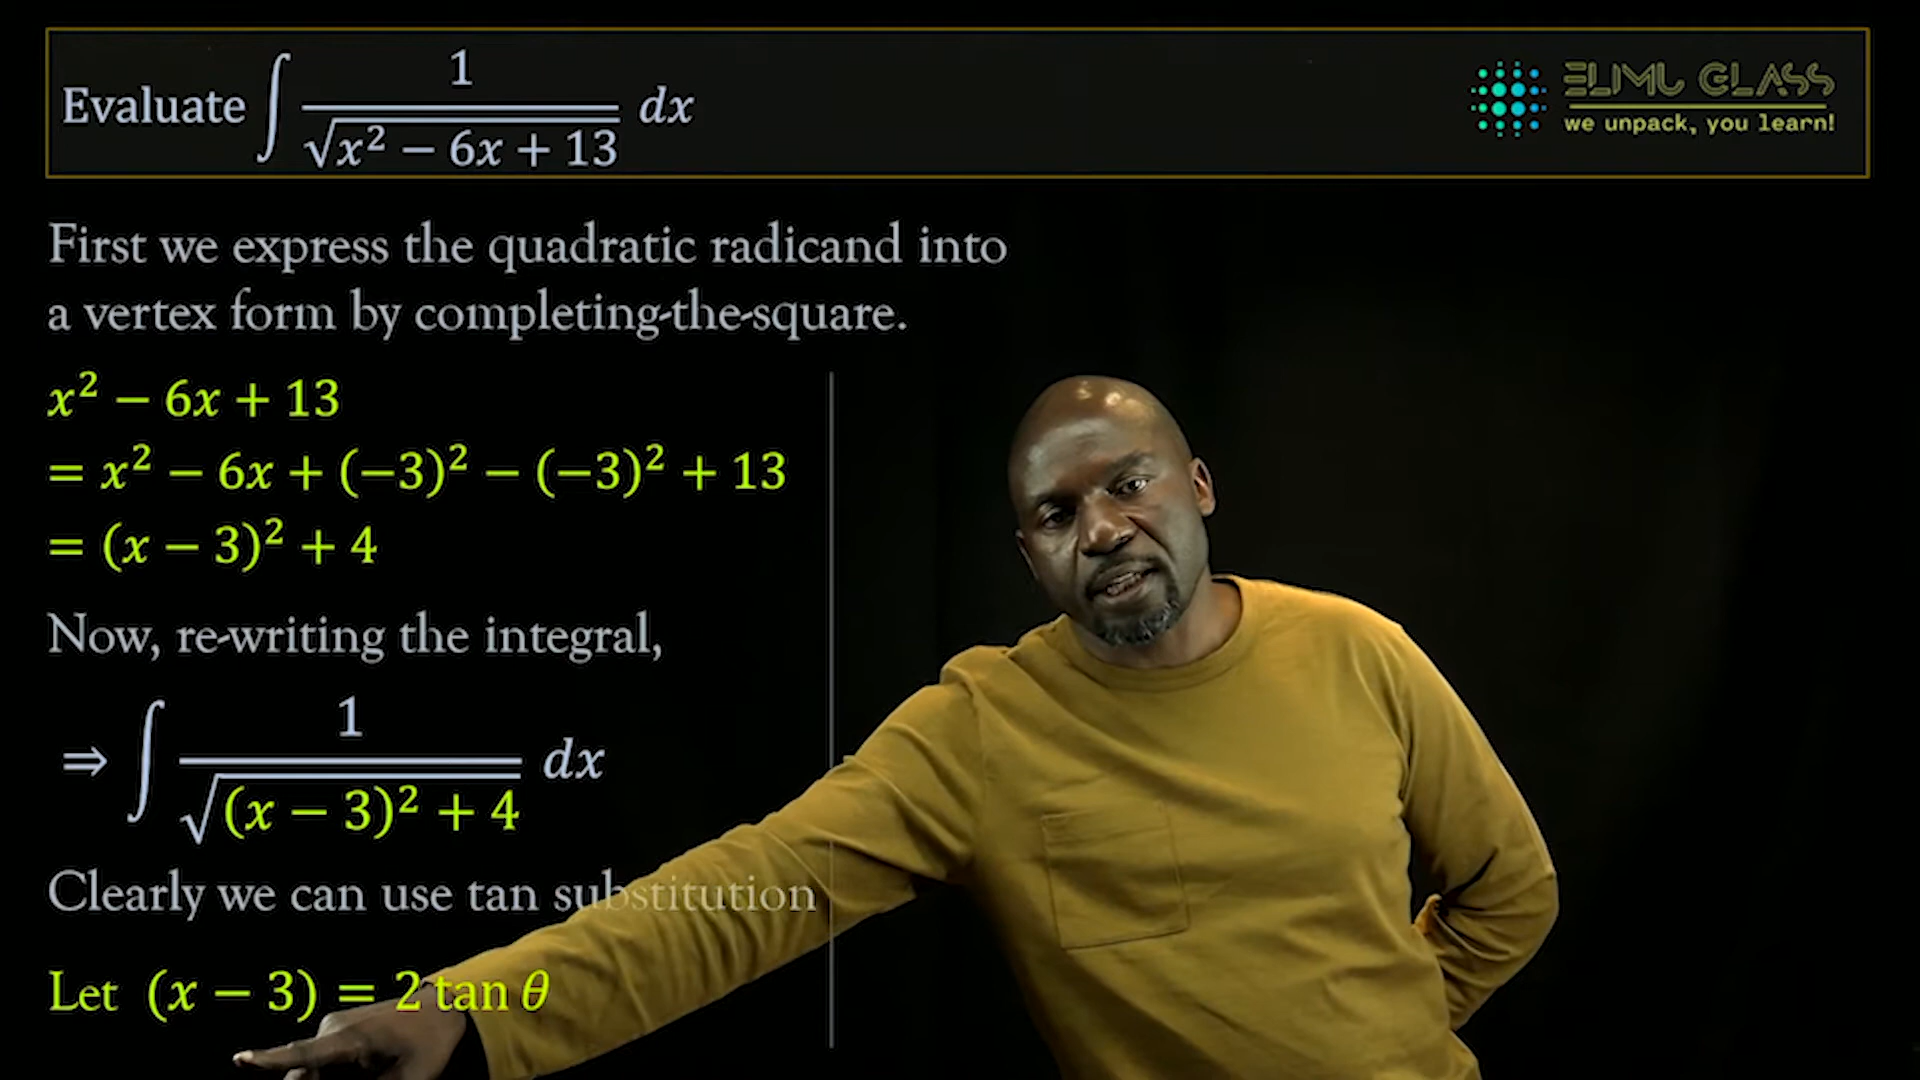 Evaluate ∫ 1/√(x² − 6x + 13) dx
ELIMU CLASS
we unpack, you learn!
First we express the quadratic radicand into
a vertex form by completing-the-square.
x² − 6x + 13
= x² − 6x + (−3)² − (−3)² + 13
= (x − 3)² + 4
Now, re-writing the integral,
⇒ ∫ 1/√((x − 3)² + 4) dx
Clearly we can use tan substitution
Let (x − 3) = 2 tan θ